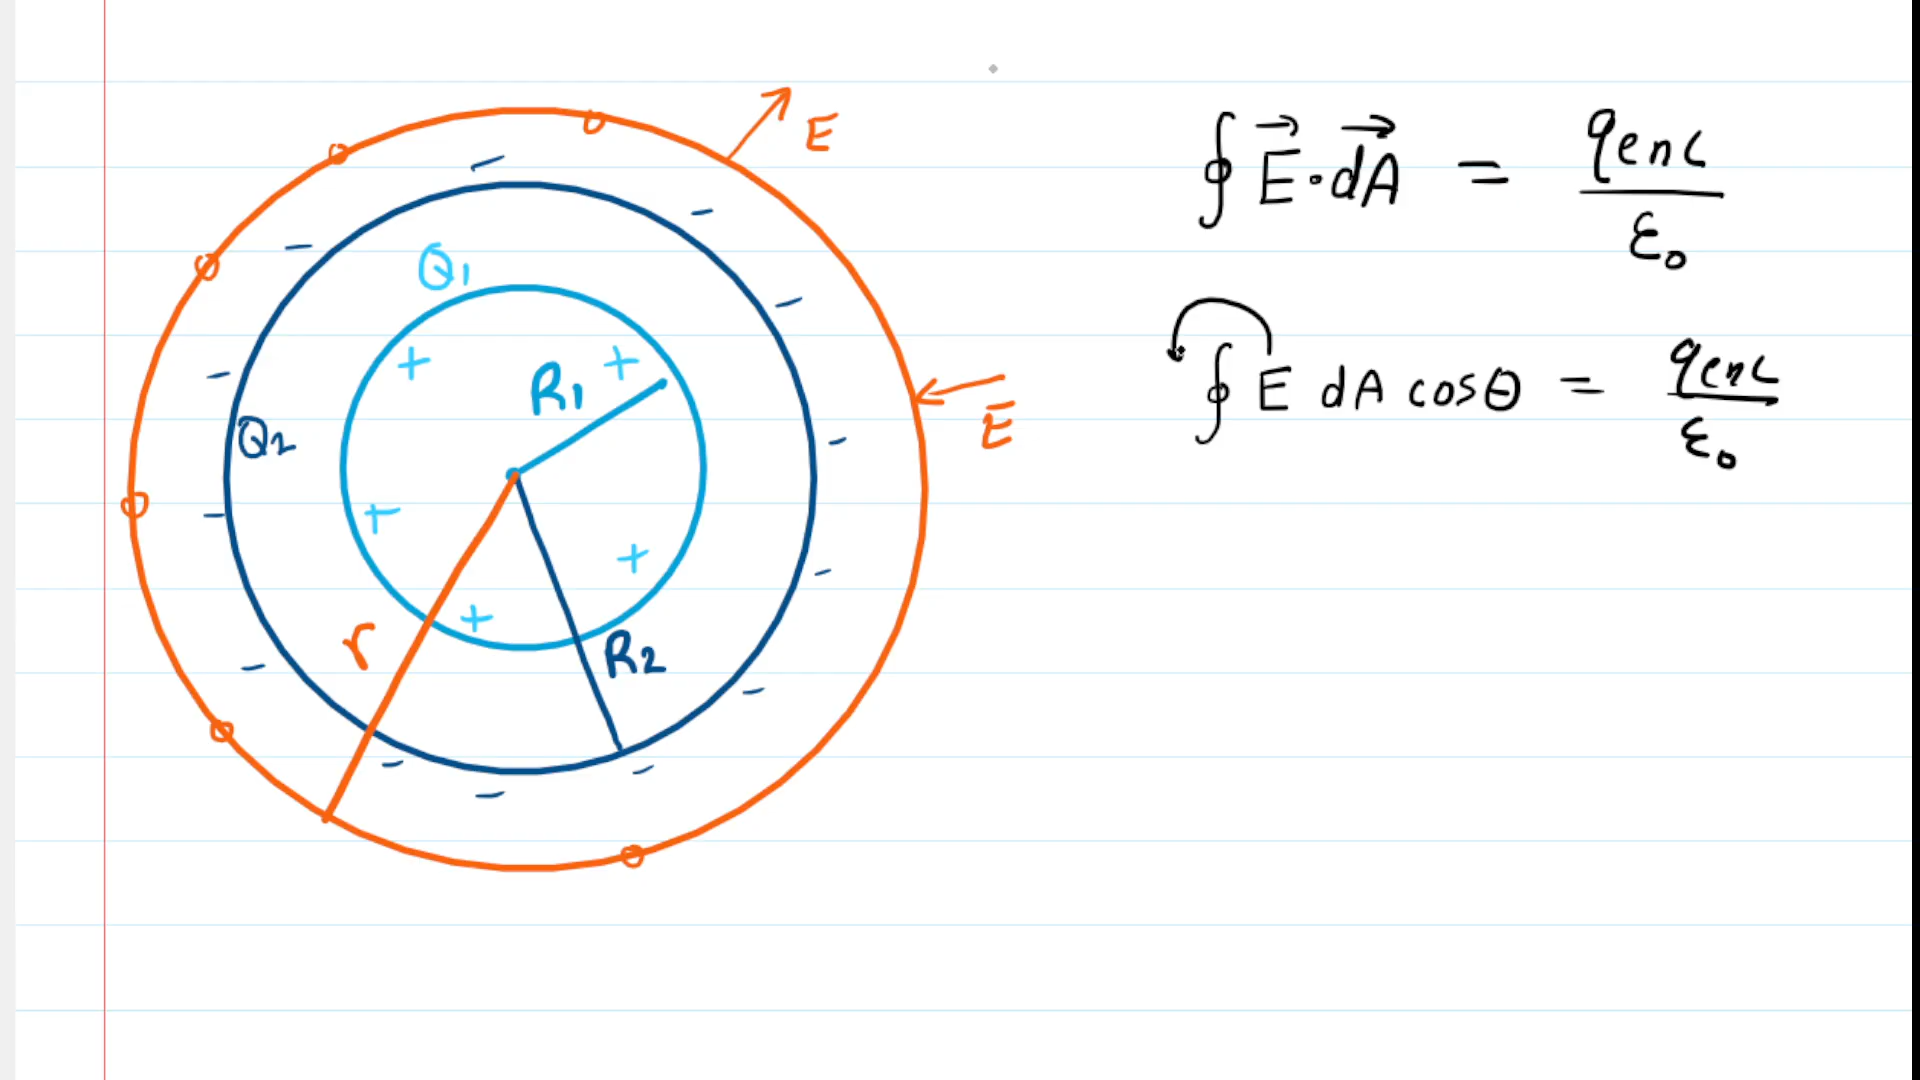 ∮ E⃗ · dA⃗ = qenc / ε₀
∮ E dA cosθ = qenc / ε₀
E
E
Q1
Q2
R1
R2
r
+ + + + +
- - - - - - - - - - - - - -